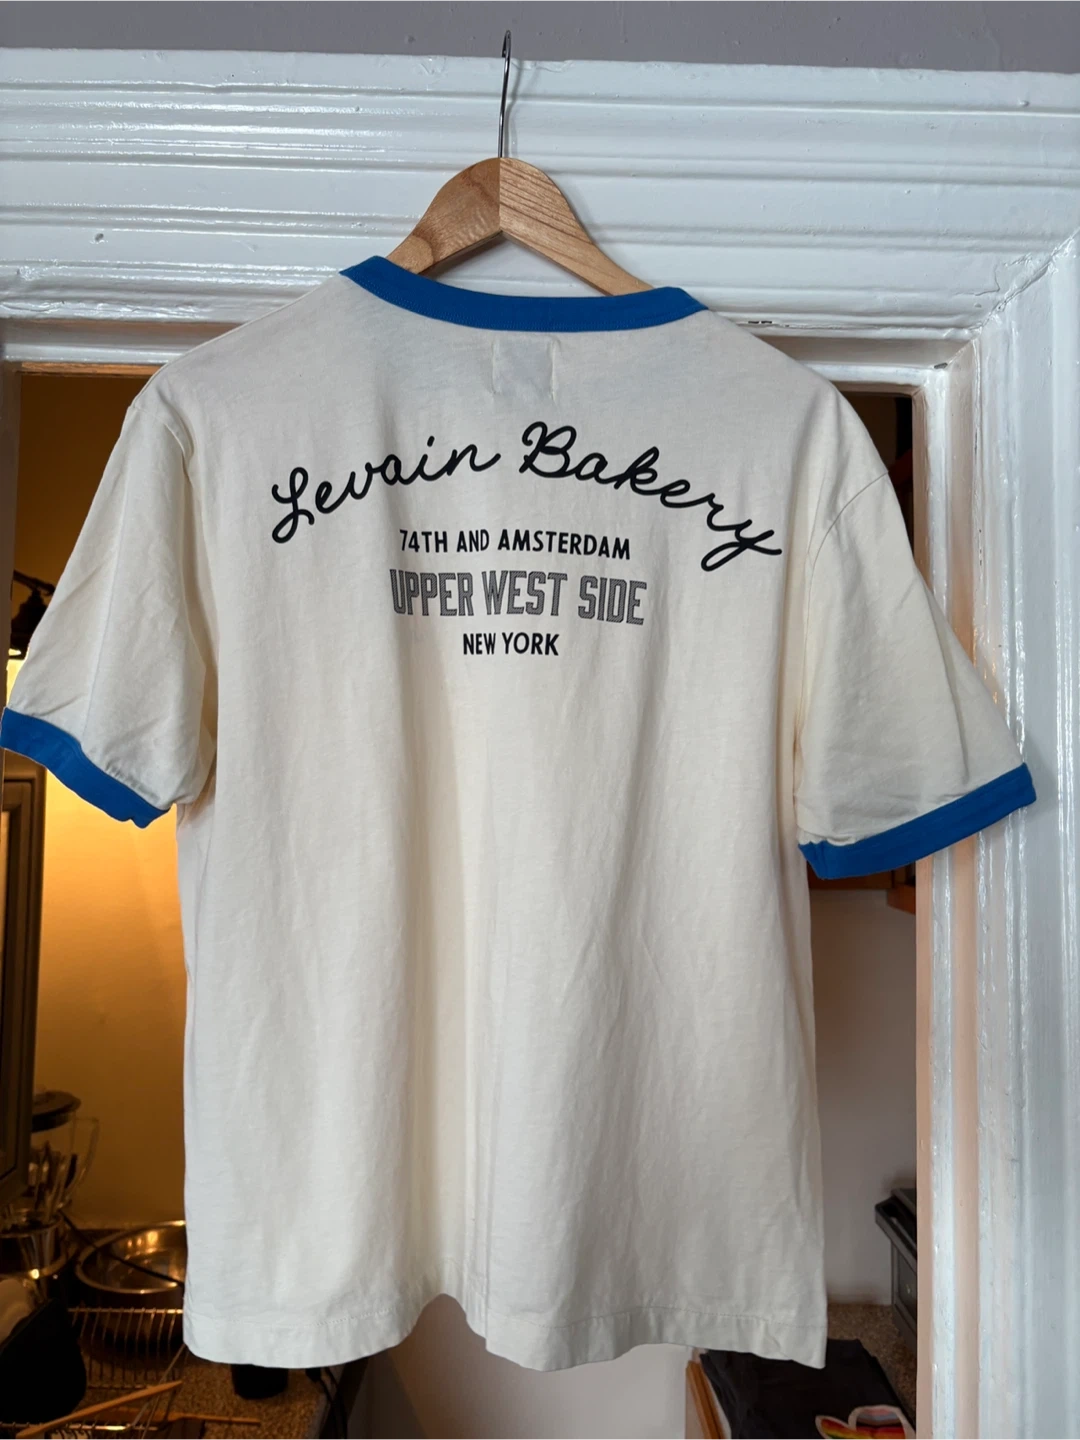 Levain Bakery
74TH AND AMSTERDAM
UPPER WEST SIDE
NEW YORK